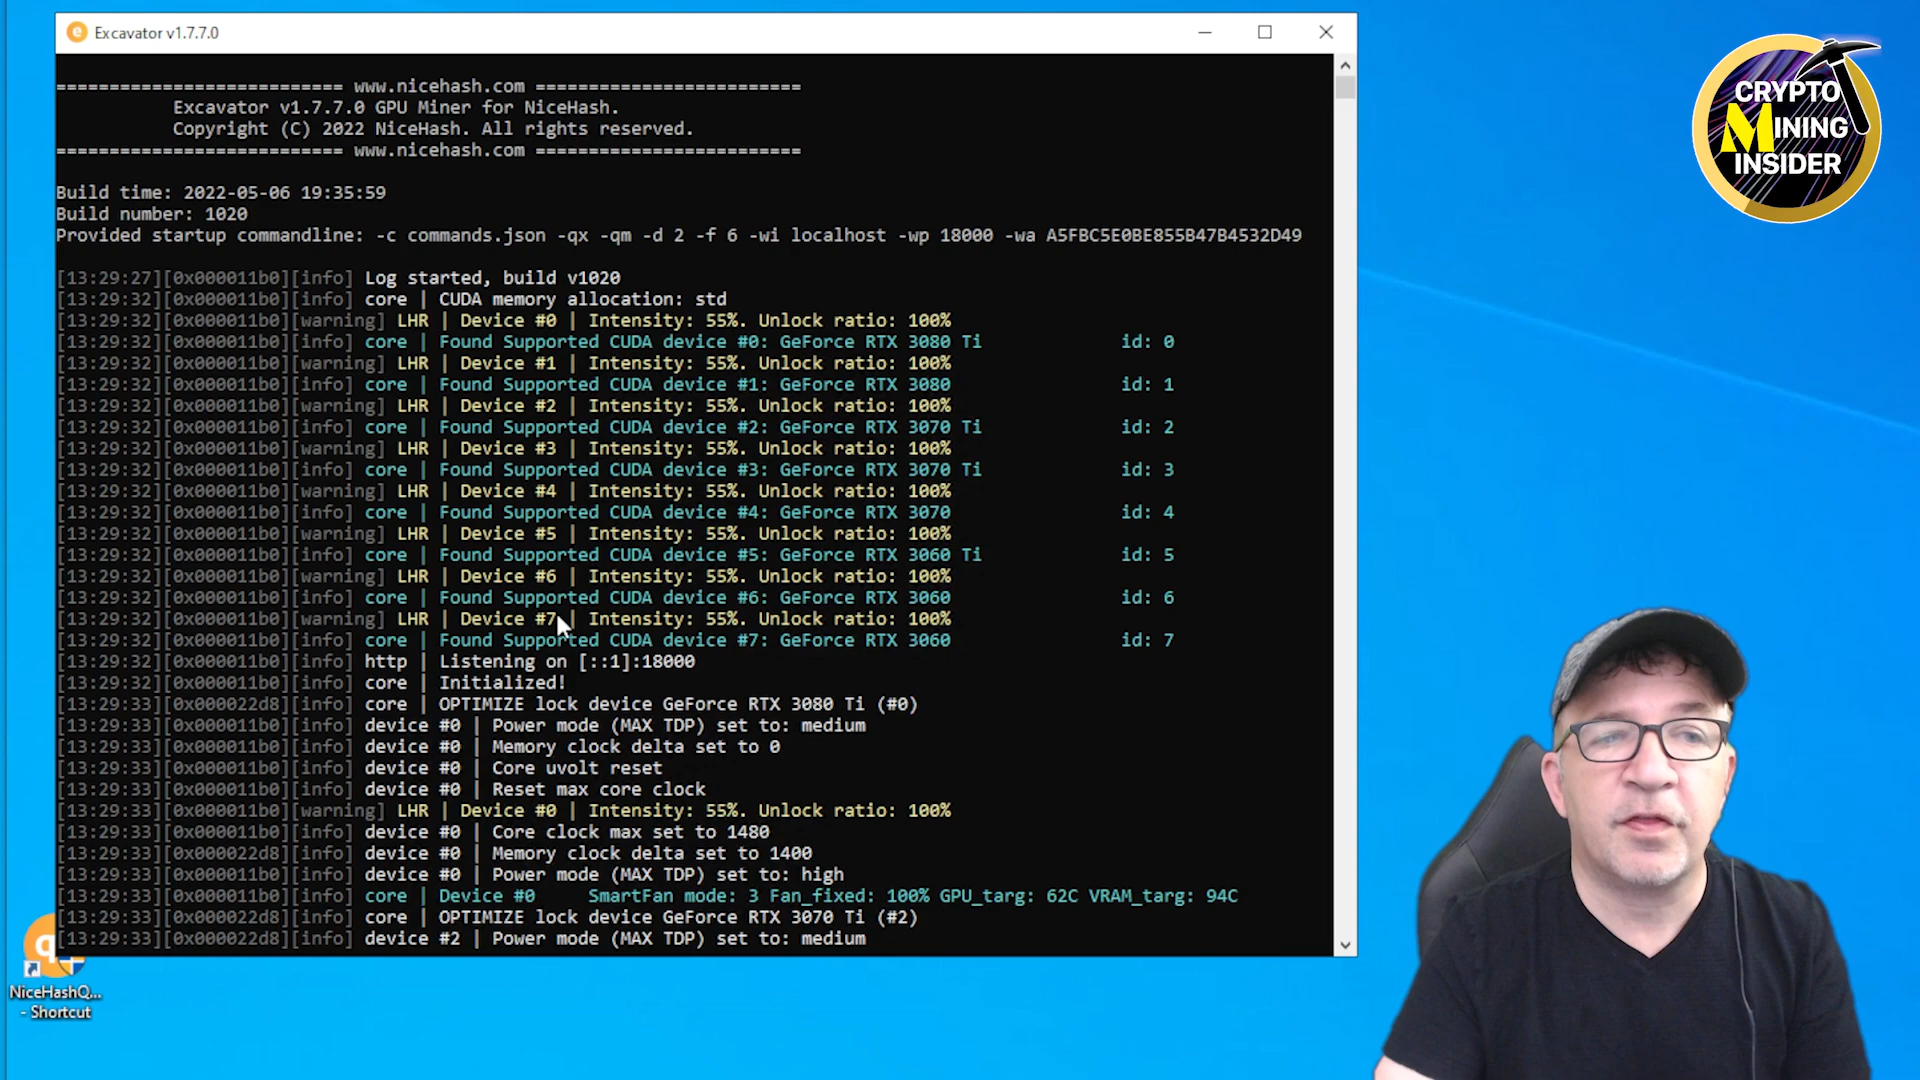 Excavator v1.7.7.0
=========================== www.nicehash.com =========================
Excavator v1.7.7.0 GPU Miner for NiceHash.
Copyright (C) 2022 NiceHash. All rights reserved.
=========================== www.nicehash.com =========================
Build time: 2022-05-06 19:35:59
Build number: 1020
Provided startup commandline: -c commands.json -qx -qm -d 2 -f 6 -wi localhost -wp 18000 -wa A5FBC5E0BE855B47B4532D49
[13:29:27][0x000011b0][info] Log started, build v1020
[13:29:32][0x000011b0][info] core | CUDA memory allocation: std
[13:29:32][0x000011b0][warning] LHR | Device #0 | Intensity: 55%. Unlock ratio: 100%
[13:29:32][0x000011b0][info] core | Found Supported CUDA device #0: GeForce RTX 3080 Ti id: 0
[13:29:32][0x000011b0][warning] LHR | Device #1 | Intensity: 55%. Unlock ratio: 100%
[13:29:32][0x000011b0][info] core | Found Supported CUDA device #1: GeForce RTX 3080 id: 1
[13:29:32][0x000011b0][warning] LHR | Device #2 | Intensity: 55%. Unlock ratio: 100%
[13:29:32][0x000011b0][info] core | Found Supported CUDA device #2: GeForce RTX 3070 Ti id: 2
[13:29:32][0x000011b0][warning] LHR | Device #3 | Intensity: 55%. Unlock ratio: 100%
[13:29:32][0x000011b0][info] core | Found Supported CUDA device #3: GeForce RTX 3070 Ti id: 3
[13:29:32][0x000011b0][warning] LHR | Device #4 | Intensity: 55%. Unlock ratio: 100%
[13:29:32][0x000011b0][info] core | Found Supported CUDA device #4: GeForce RTX 3070 id: 4
[13:29:32][0x000011b0][warning] LHR | Device #5 | Intensity: 55%. Unlock ratio: 100%
[13:29:32][0x000011b0][info] core | Found Supported CUDA device #5: GeForce RTX 3060 Ti id: 5
[13:29:32][0x000011b0][warning] LHR | Device #6 | Intensity: 55%. Unlock ratio: 100%
[13:29:32][0x000011b0][info] core | Found Supported CUDA device #6: GeForce RTX 3060 id: 6
[13:29:32][0x000011b0][warning] LHR | Device #7 | Intensity: 55%. Unlock ratio: 100%
[13:29:32][0x000011b0][info] core | Found Supported CUDA device #7: GeForce RTX 3060 id: 7
[13:29:32][0x000011b0][info] http | Listening on [::1]:18000
[13:29:32][0x000011b0][info] core | Initialized!
[13:29:33][0x000022d8][info] core | OPTIMIZE lock device GeForce RTX 3080 Ti (#0)
[13:29:33][0x000011b0][info] device #0 | Power mode (MAX TDP) set to: medium
[13:29:33][0x000011b0][info] device #0 | Memory clock delta set to 0
[13:29:33][0x000011b0][info] device #0 | Core uvolt reset
[13:29:33][0x000011b0][info] device #0 | Reset max core clock
[13:29:33][0x000011b0][warning] LHR | Device #0 | Intensity: 55%. Unlock ratio: 100%
[13:29:33][0x000011b0][info] device #0 | Core clock max set to 1480
[13:29:33][0x000022d8][info] device #0 | Memory clock delta set to 1400
[13:29:33][0x000011b0][info] device #0 | Power mode (MAX TDP) set to: high
[13:29:33][0x000011b0][info] core | Device #0 SmartFan mode: 3 Fan_fixed: 100% GPU_targ: 62C VRAM_targ: 94C
[13:29:33][0x000022d8][info] core | OPTIMIZE lock device GeForce RTX 3070 Ti (#2)
[13:29:33][0x000022d8][info] device #2 | Power mode (MAX TDP) set to: medium
NiceHashQ...
- Shortcut
CRYPTO
MINING
INSIDER